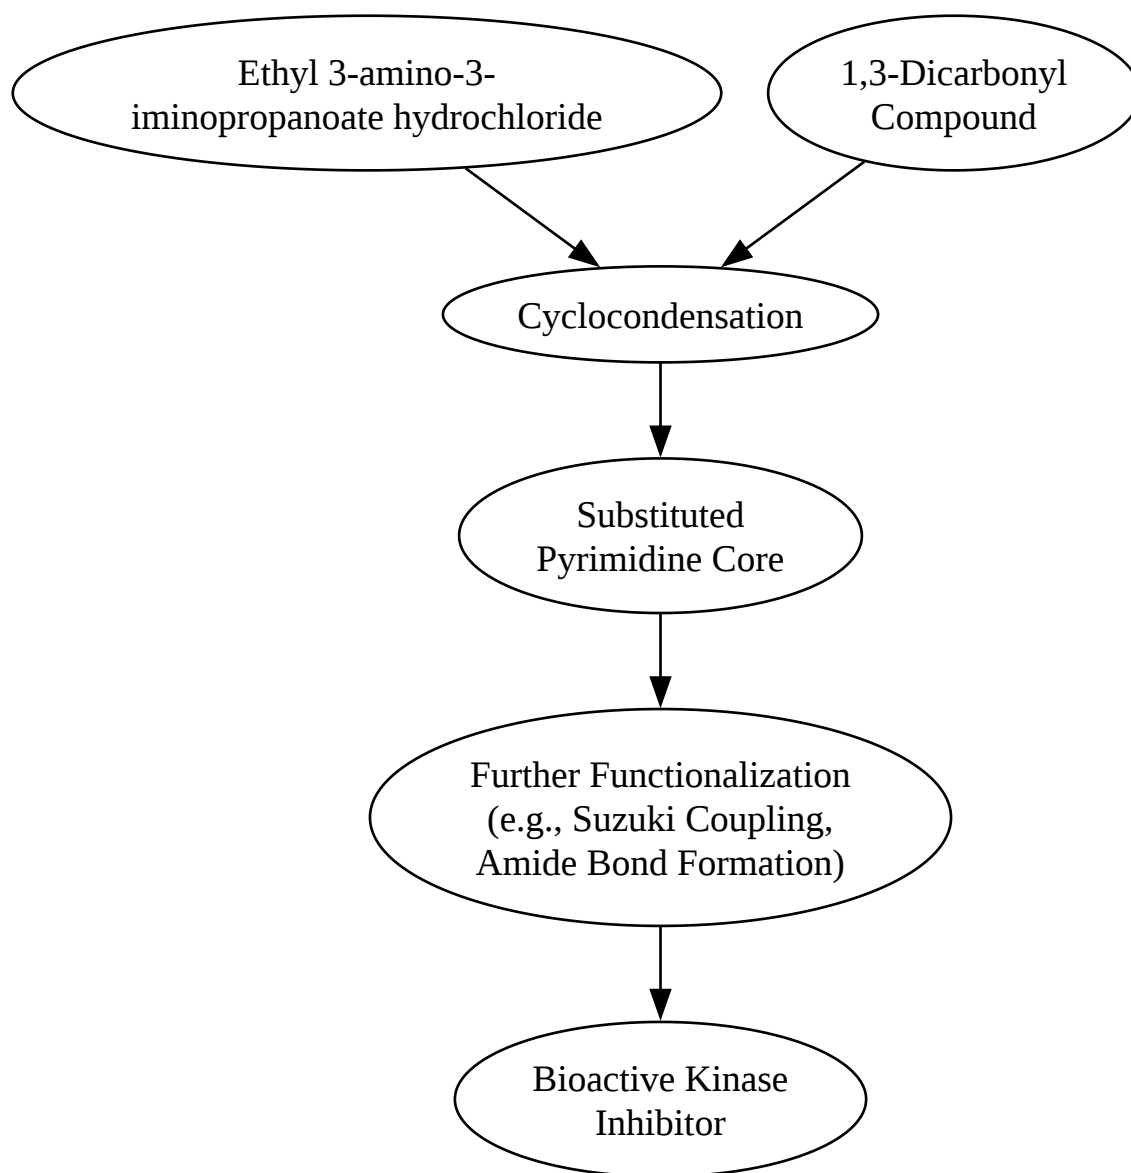 Ethyl 3-amino-3-
iminopropanoate hydrochloride
1,3-Dicarbonyl
Compound
Cyclocondensation
Substituted
Pyrimidine Core
Further Functionalization
(e.g., Suzuki Coupling,
Amide Bond Formation)
Bioactive Kinase
Inhibitor